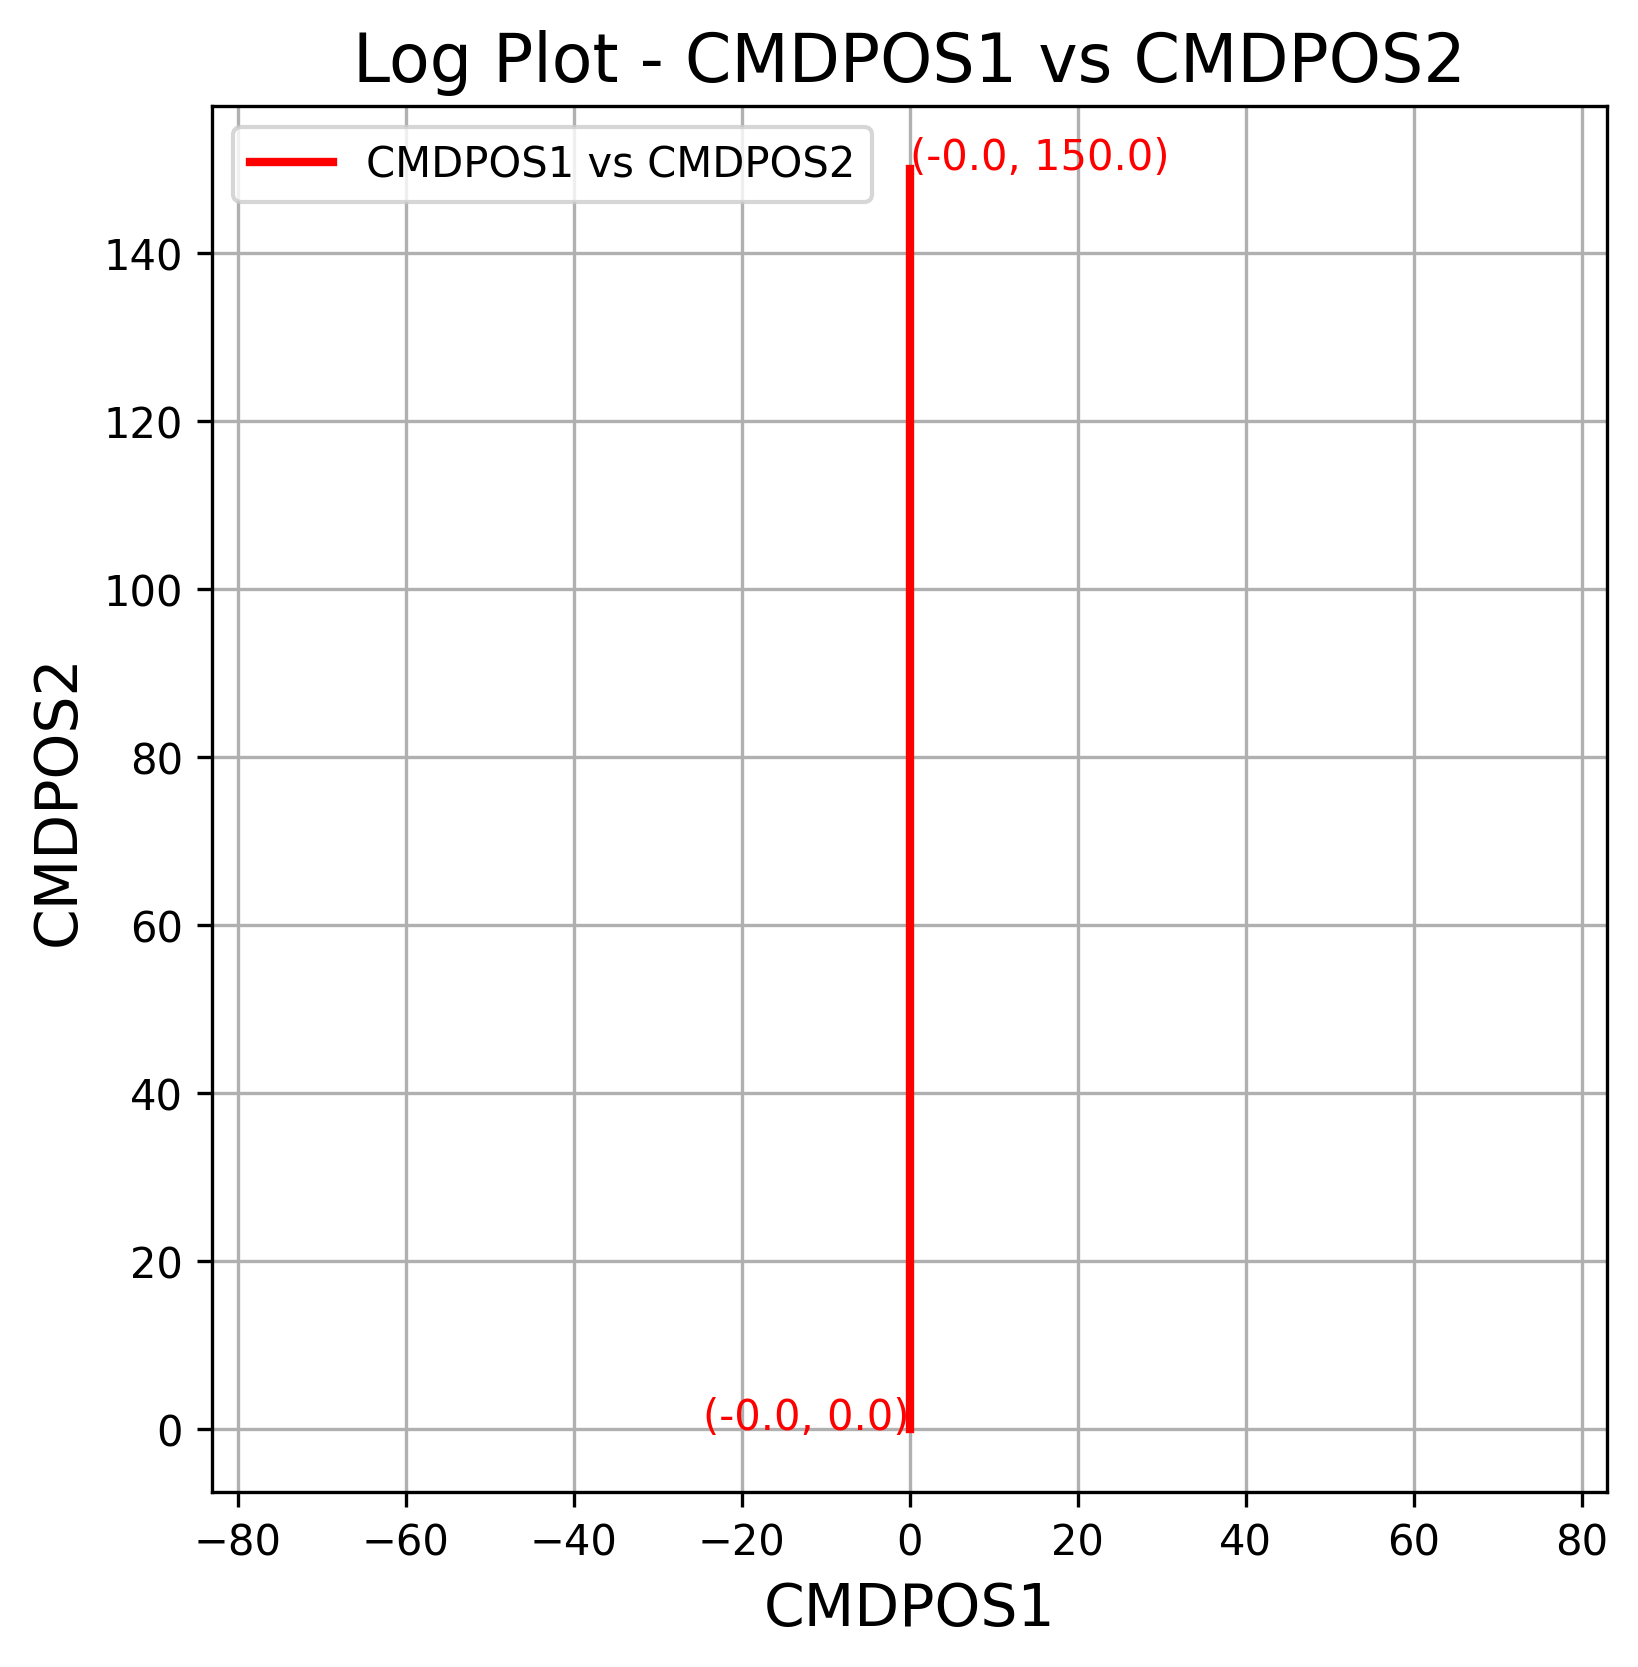 Log Plot - CMDPOS1 vs CMDPOS2
CMDPOS1 vs CMDPOS2
(-0.0, 150.0)
140
120
100
80
60
40
20
0
CMDPOS2
(-0.0, 0.0)
−80 −60 −40 −20 0 20 40 60 80
CMDPOS1